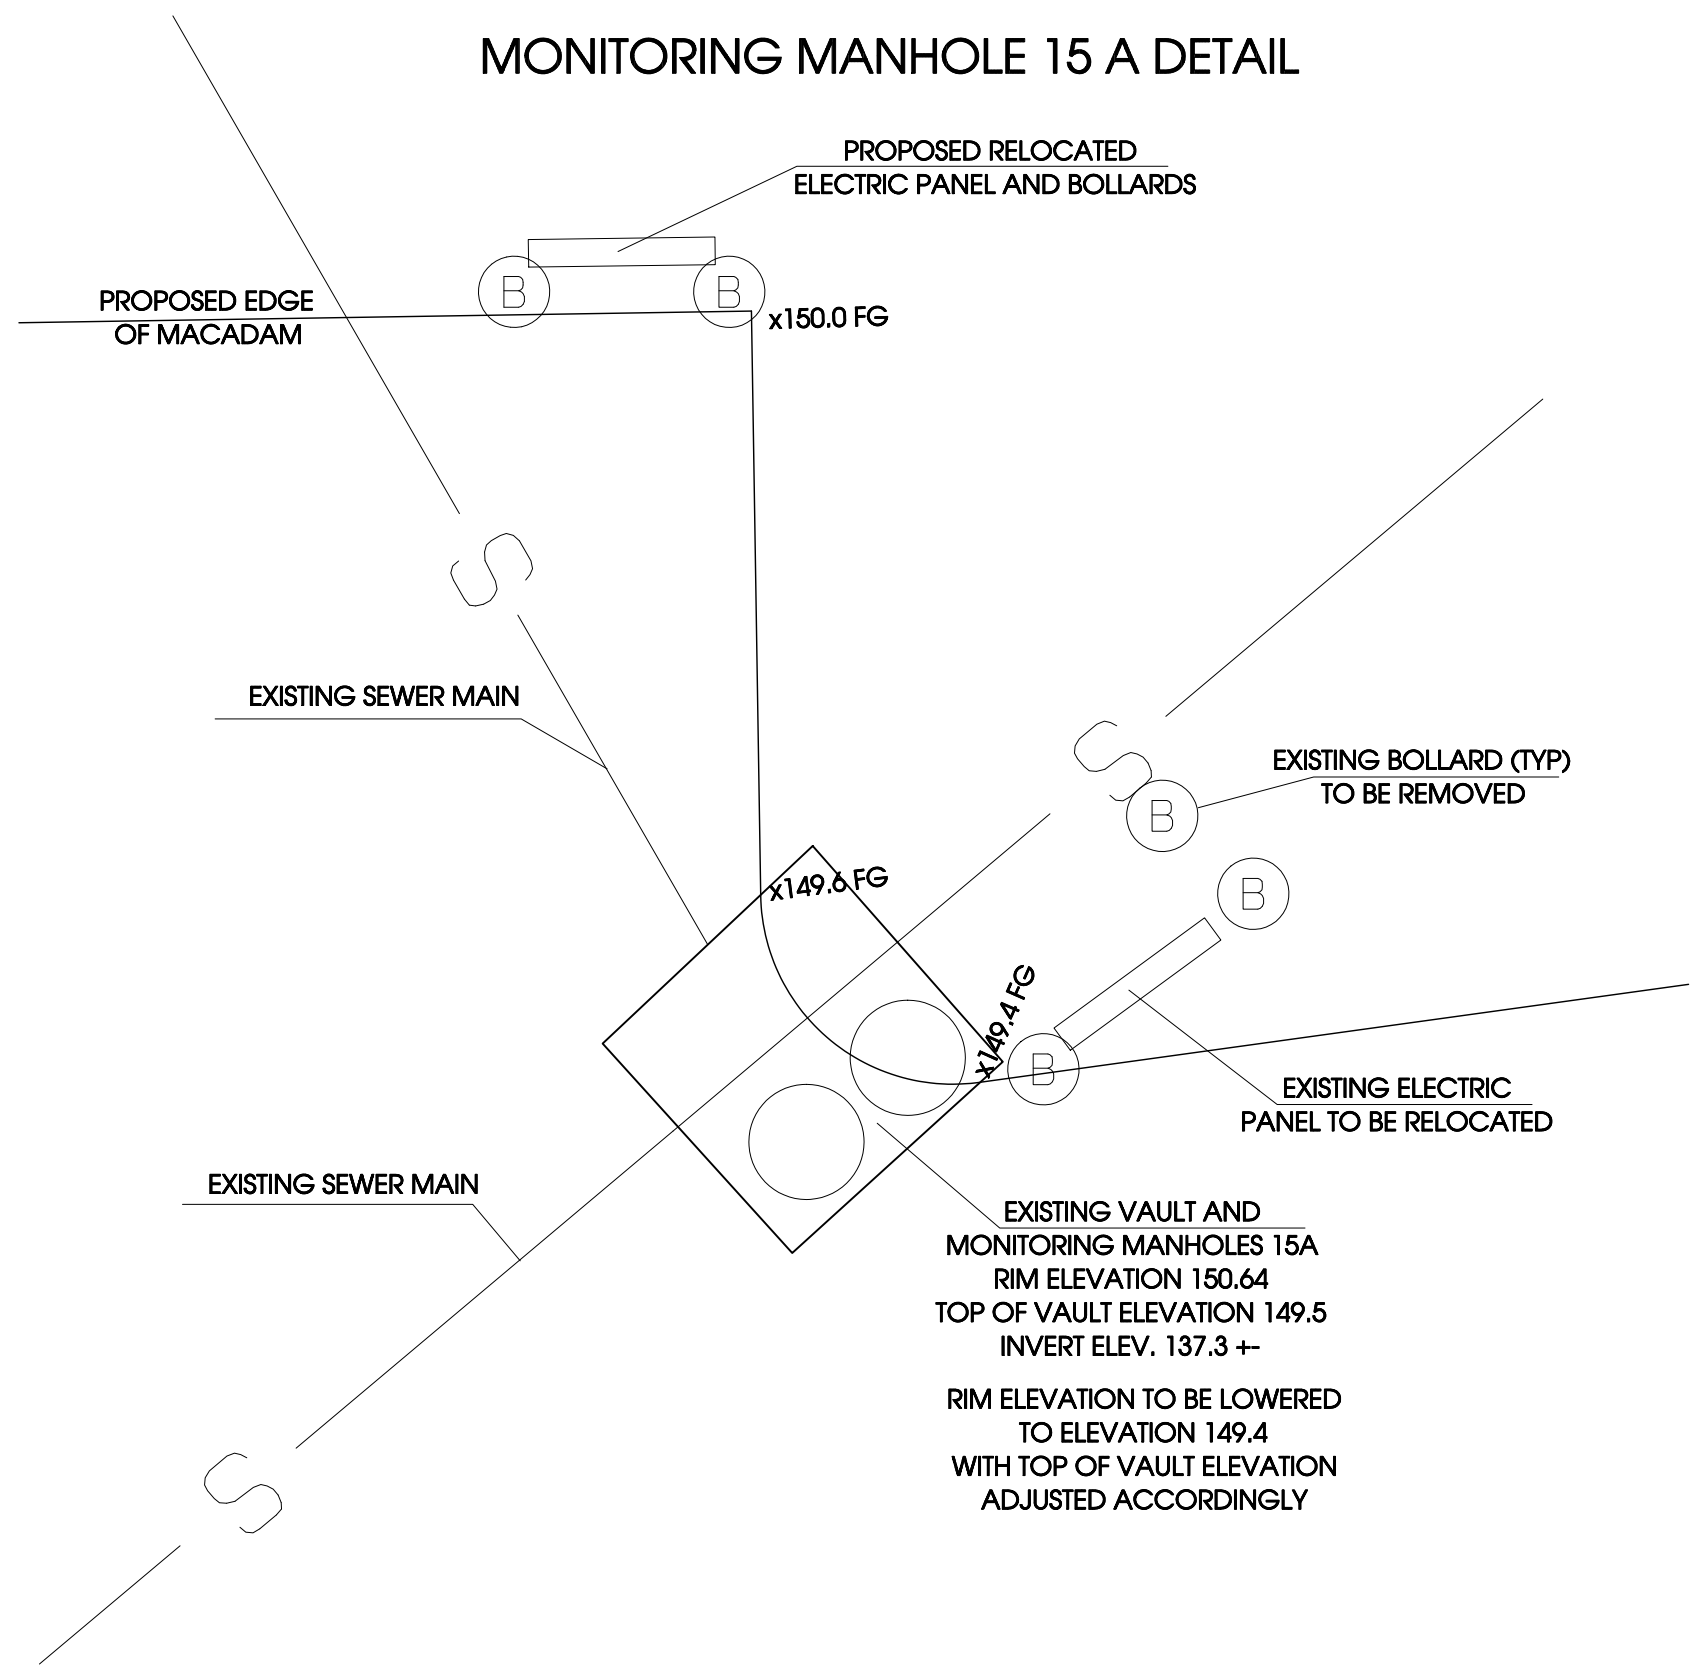 MONITORING MANHOLE 15 A DETAIL
PROPOSED RELOCATED
ELECTRIC PANEL AND BOLLARDS
B
B
PROPOSED EDGE
OF MACADAM
x150.0 FG
S
EXISTING SEWER MAIN
S
EXISTING BOLLARD (TYP)
TO BE REMOVED
B
B
x149.6 FG
x149.4 FG
B
EXISTING ELECTRIC
PANEL TO BE RELOCATED
EXISTING SEWER MAIN
EXISTING VAULT AND
MONITORING MANHOLES 15A
RIM ELEVATION 150.64
TOP OF VAULT ELEVATION 149.5
INVERT ELEV. 137.3 +-
RIM ELEVATION TO BE LOWERED
TO ELEVATION 149.4
WITH TOP OF VAULT ELEVATION
ADJUSTED ACCORDINGLY
S